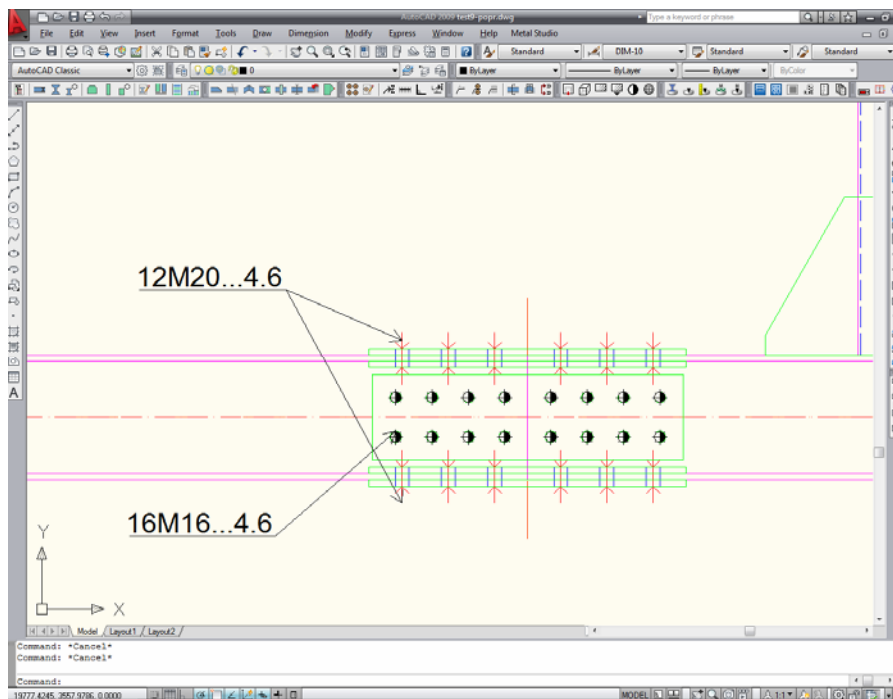 AutoCAD 2009 test9-popr.dwg
Type a keyword or phrase
File Edit View Insert Format Tools Draw Dimension Modify Express Window Help Metal Studio
Standard DIM-10 Standard Standard
AutoCAD Classic 0 ByLayer ByLayer ByLayer ByColor
12M20...4.6
16M16...4.6
Y
X
A
Model Layout1 Layout2
Command: *Cancel*
Command: *Cancel*
Command:
19777.4245, 3557.9786, 0.0000 MODEL 1:1